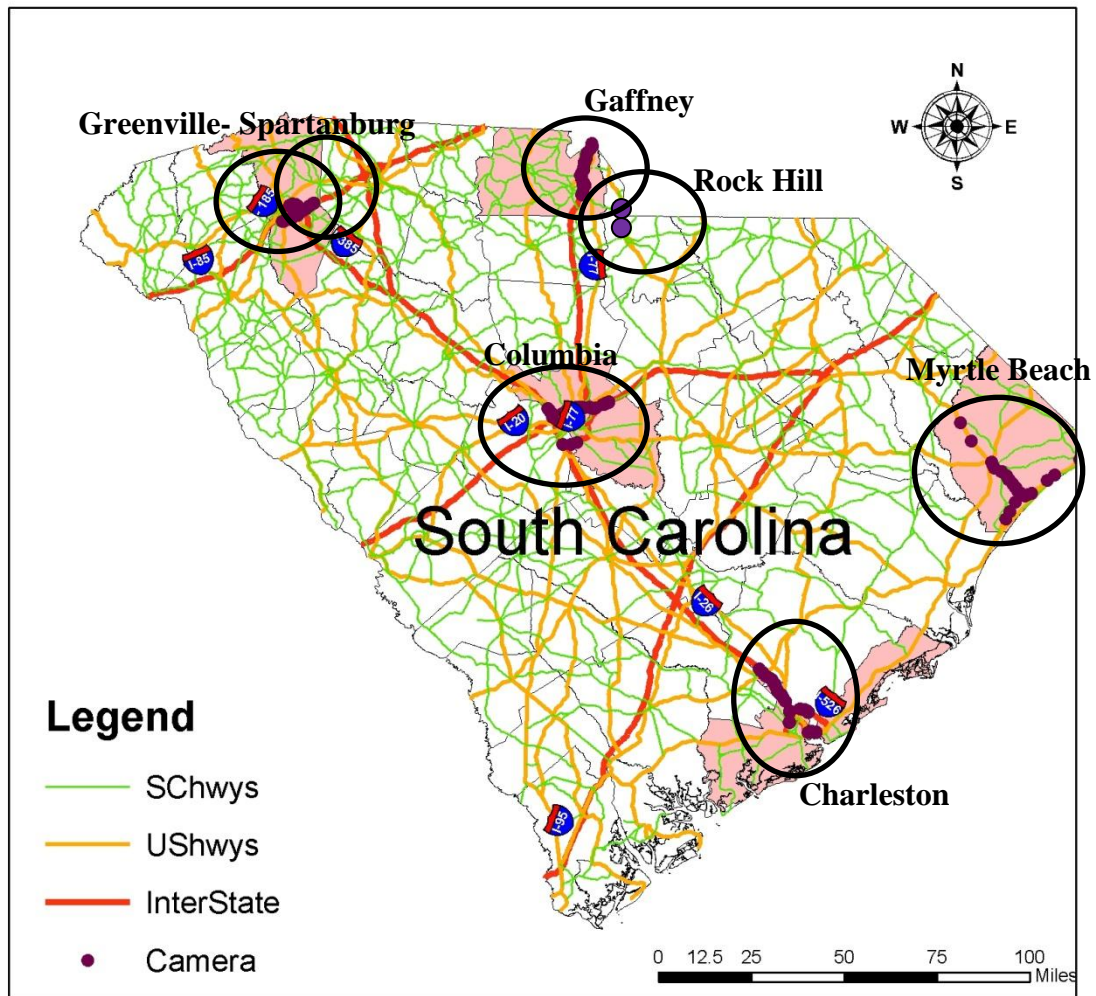 N
W E
S
Gaffney
Greenville- Spartanburg
Rock Hill
I-185
I-85
385
I-77
Columbia
Myrtle Beach
I-20
I-77
South Carolina
I-26
I-526
Charleston
I-95
Legend
SChwys
UShwys
InterState
Camera
0 12.5 25 50 75 100
Miles